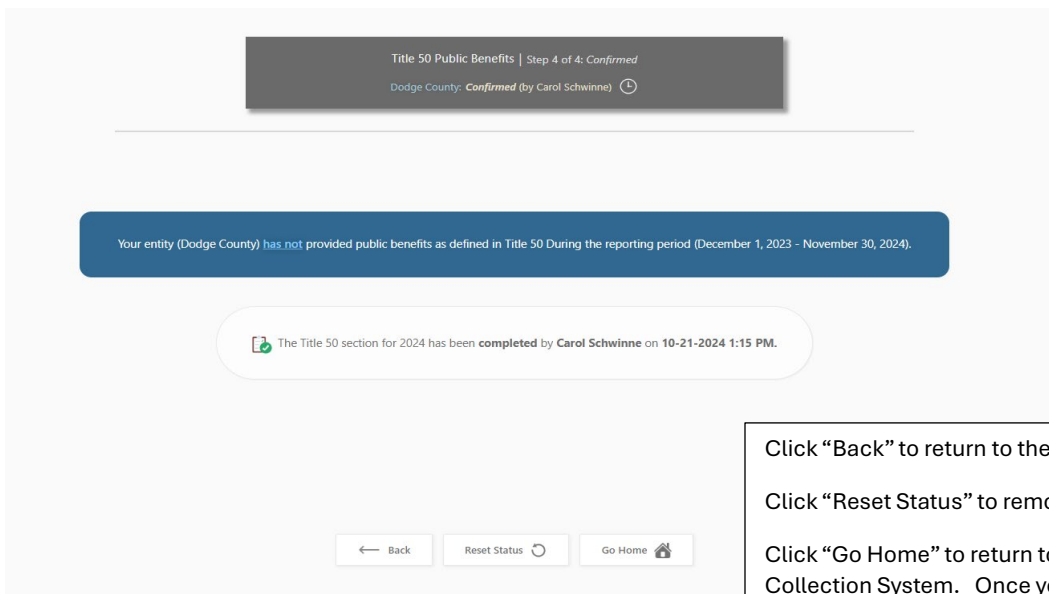 Title 50 Public Benefits | Step 4 of 4: Confirmed
Dodge County: Confirmed (by Carol Schwinne)
Your entity (Dodge County) has not provided public benefits as defined in Title 50 During the reporting period (December 1, 2023 - November 30, 2024).
The Title 50 section for 2024 has been completed by Carol Schwinne on 10-21-2024 1:15 PM.
Click “Back” to return to the
Click “Reset Status” to remo
Click “Go Home” to return to
Collection System. Once yo
← Back Reset Status Go Home